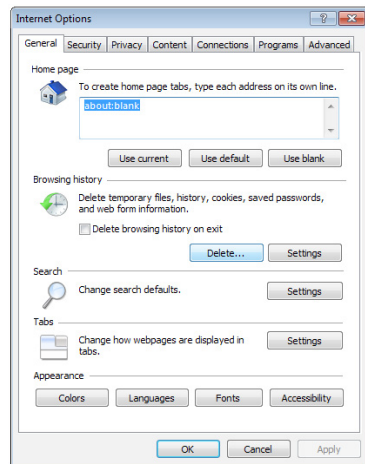 Internet Options
General Security Privacy Content Connections Programs Advanced
Home page
To create home page tabs, type each address on its own line.
about:blank
Use current Use default Use blank
Browsing history
Delete temporary files, history, cookies, saved passwords,
and web form information.
Delete browsing history on exit
Delete... Settings
Search
Change search defaults. Settings
Tabs
Change how webpages are displayed in
tabs.
Settings
Appearance
Colors Languages Fonts Accessibility
OK Cancel Apply